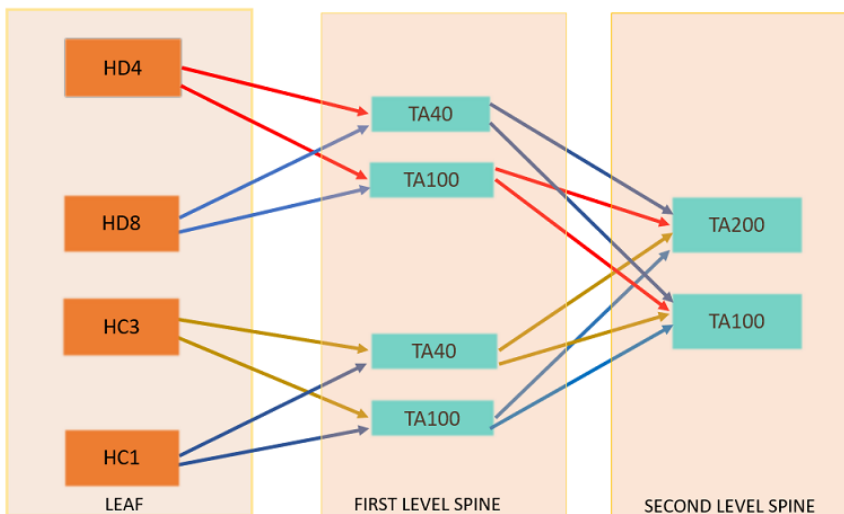 HD4
HD8
HC3
HC1
LEAF
TA40
TA100
TA40
TA100
FIRST LEVEL SPINE
TA200
TA100
SECOND LEVEL SPINE